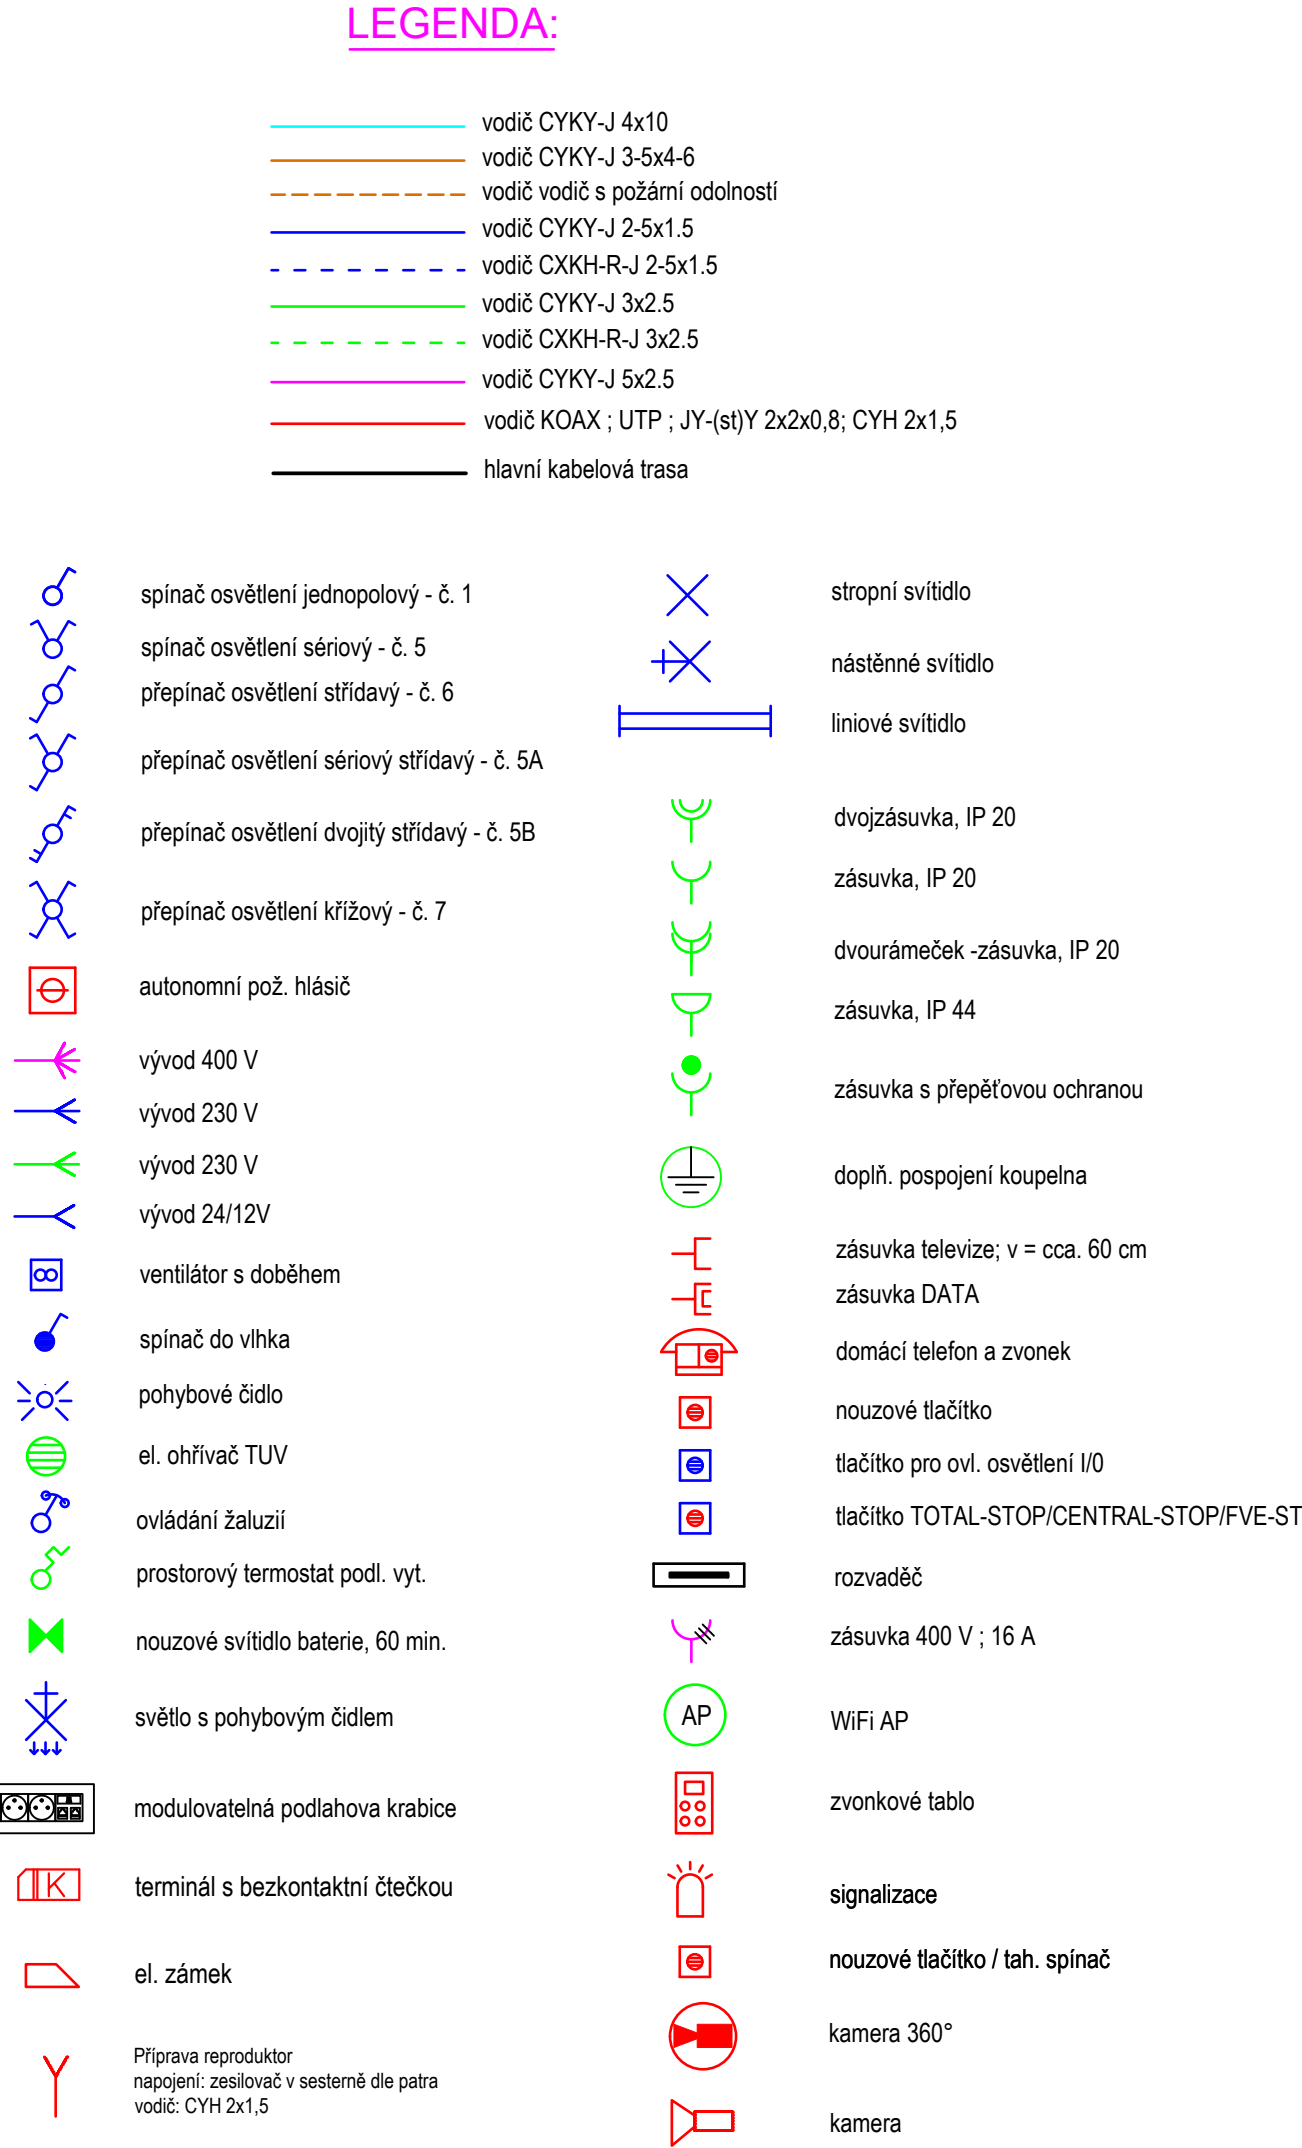 LEGENDA:
vodič CYKY-J 4x10
vodič CYKY-J 3-5x4-6
vodič vodič s požární odolností
vodič CYKY-J 2-5x1.5
vodič CXKH-R-J 2-5x1.5
vodič CYKY-J 3x2.5
vodič CXKH-R-J 3x2.5
vodič CYKY-J 5x2.5
vodič KOAX ; UTP ; JY-(st)Y 2x2x0,8; CYH 2x1,5
hlavní kabelová trasa
spínač osvětlení jednopolový - č. 1
spínač osvětlení sériový - č. 5
přepínač osvětlení střídavý - č. 6
přepínač osvětlení sériový střídavý - č. 5A
přepínač osvětlení dvojitý střídavý - č. 5B
přepínač osvětlení křížový - č. 7
autonomní pož. hlásič
vývod 400 V
vývod 230 V
vývod 230 V
vývod 24/12V
ventilátor s doběhem
spínač do vlhka
pohybové čidlo
el. ohřívač TUV
ovládání žaluzií
prostorový termostat podl. vyt.
nouzové svítidlo baterie, 60 min.
světlo s pohybovým čidlem
modulovatelná podlahova krabice
K
terminál s bezkontaktní čtečkou
el. zámek
Příprava reproduktor
napojení: zesilovač v sesterně dle patra
vodič: CYH 2x1,5
stropní svítidlo
nástěnné svítidlo
liniové svítidlo
dvojzásuvka, IP 20
zásuvka, IP 20
dvourámeček -zásuvka, IP 20
zásuvka, IP 44
zásuvka s přepěťovou ochranou
doplň. pospojení koupelna
zásuvka televize; v = cca. 60 cm
zásuvka DATA
domácí telefon a zvonek
nouzové tlačítko
tlačítko pro ovl. osvětlení I/0
tlačítko TOTAL-STOP/CENTRAL-STOP/FVE-ST
rozvaděč
zásuvka 400 V ; 16 A
AP
WiFi AP
zvonkové tablo
signalizace
nouzové tlačítko / tah. spínač
kamera 360°
kamera